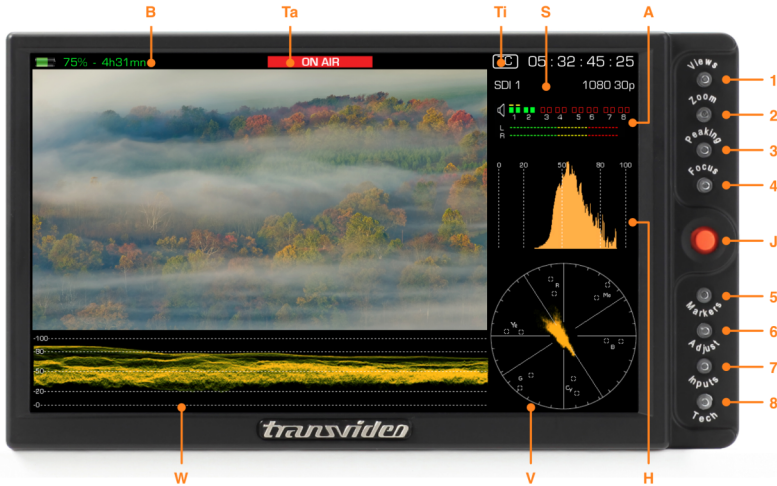 B Ta Ti S A
75% - 4h31mn
ON AIR
TC 05 : 32 : 45 : 25
SDI 1 1080 30p
1 2 3 4 5 6 7 8
L
R
0 20 50 80 100
R
Mg
B
Cy
G
YL
-100
-80
-50
-20
-0
transvideo
Views 1
Zoom 2
Peaking 3
Focus 4
J
Markers 5
Adjust 6
Inputs 7
Tech 8
W V H